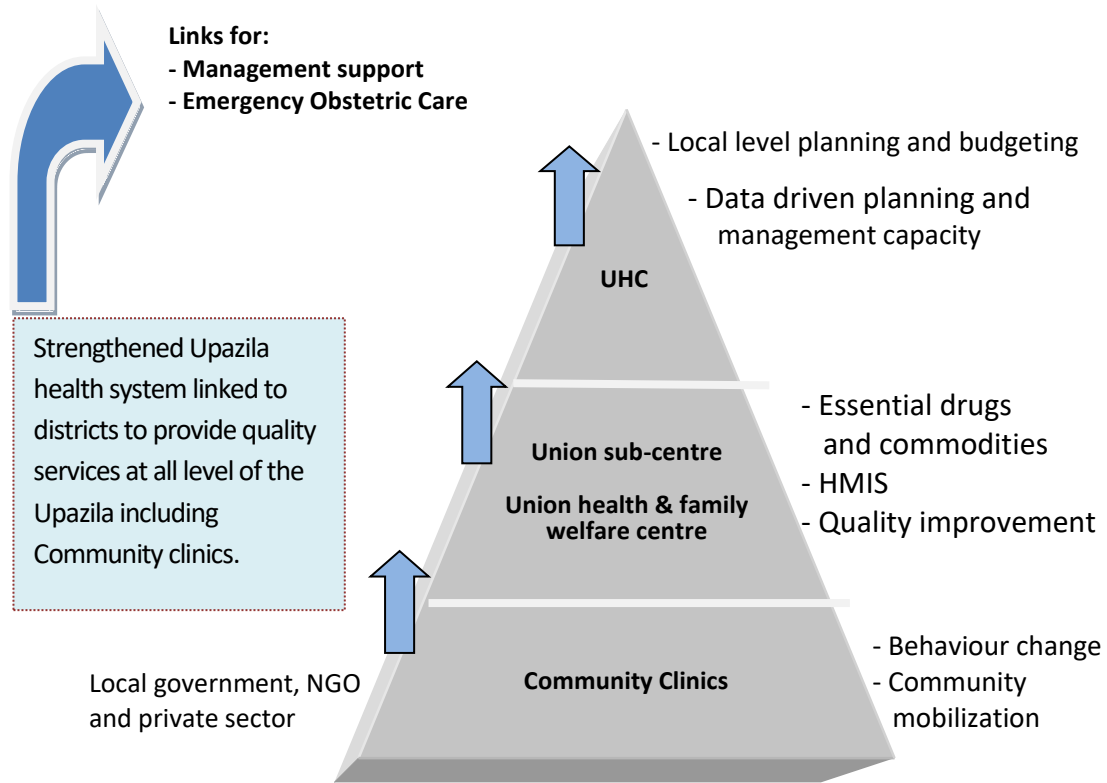 Links for:
- Management support
- Emergency Obstetric Care
- Local level planning and budgeting
- Data driven planning and
management capacity
UHC
Strengthened Upazila
health system linked to
districts to provide quality
services at all level of the
Upazila including
Community clinics.
Union sub-centre
Union health & family
welfare centre
- Essential drugs
and commodities
- HMIS
- Quality improvement
Local government, NGO
and private sector
Community Clinics
- Behaviour change
- Community
mobilization